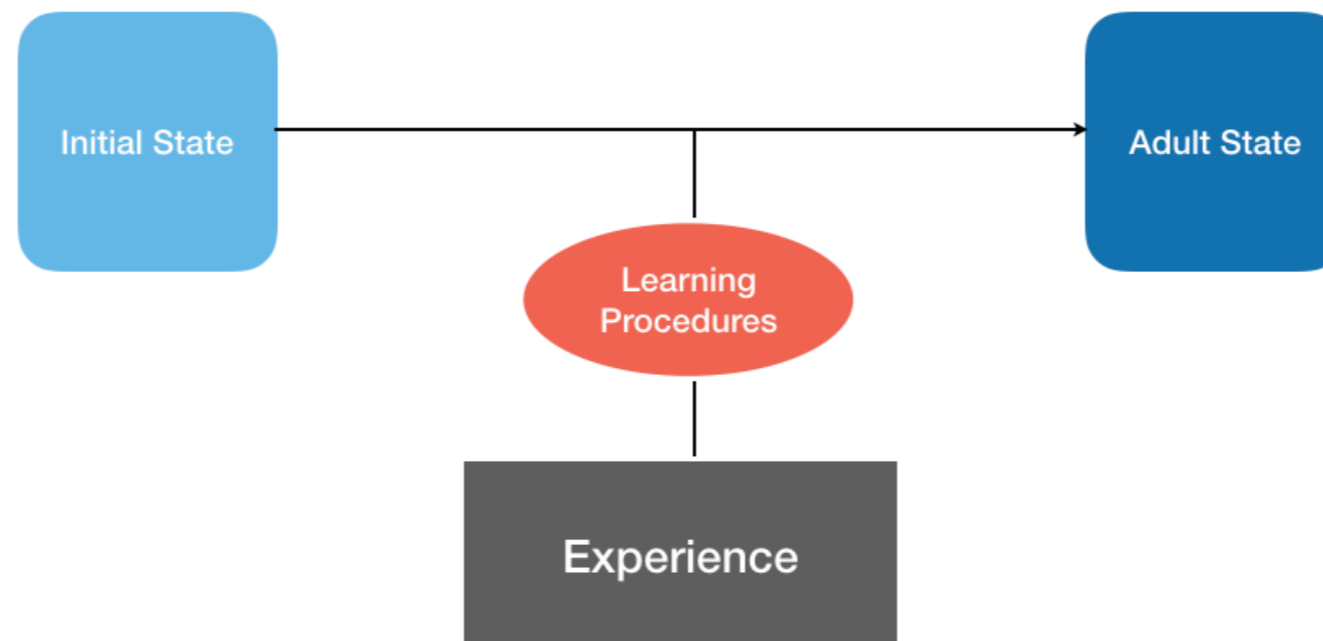 Initial State
Adult State
Learning
Procedures
Experience